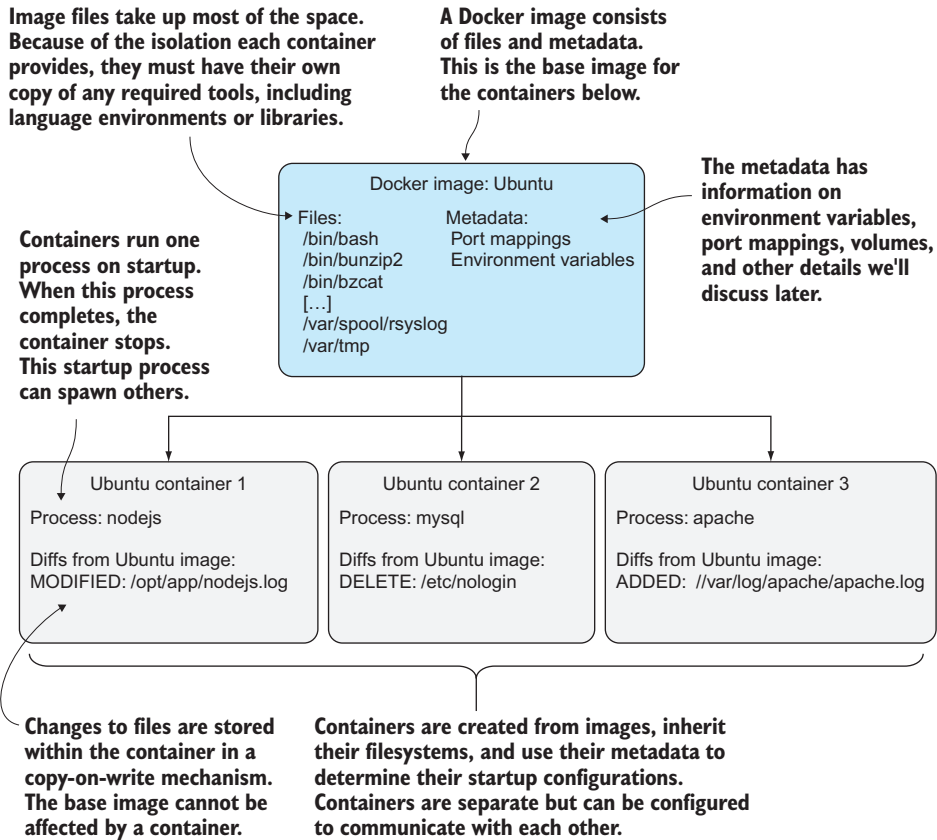 Image files take up most of the space.
Because of the isolation each container
provides, they must have their own
copy of any required tools, including
language environments or libraries.
A Docker image consists
of files and metadata.
This is the base image for
the containers below.
The metadata has
information on
environment variables,
port mappings, volumes,
and other details we'll
discuss later.
Docker image: Ubuntu
Files:
/bin/bash
/bin/bunzip2
/bin/bzcat
[…]
/var/spool/rsyslog
/var/tmp
Metadata:
Port mappings
Environment variables
Containers run one
process on startup.
When this process
completes, the
container stops.
This startup process
can spawn others.
Ubuntu container 1
Process: nodejs
Diffs from Ubuntu image:
MODIFIED: /opt/app/nodejs.log
Ubuntu container 2
Process: mysql
Diffs from Ubuntu image:
DELETE: /etc/nologin
Ubuntu container 3
Process: apache
Diffs from Ubuntu image:
ADDED: //var/log/apache/apache.log
Changes to files are stored
within the container in a
copy-on-write mechanism.
The base image cannot be
affected by a container.
Containers are created from images, inherit
their filesystems, and use their metadata to
determine their startup configurations.
Containers are separate but can be configured
to communicate with each other.